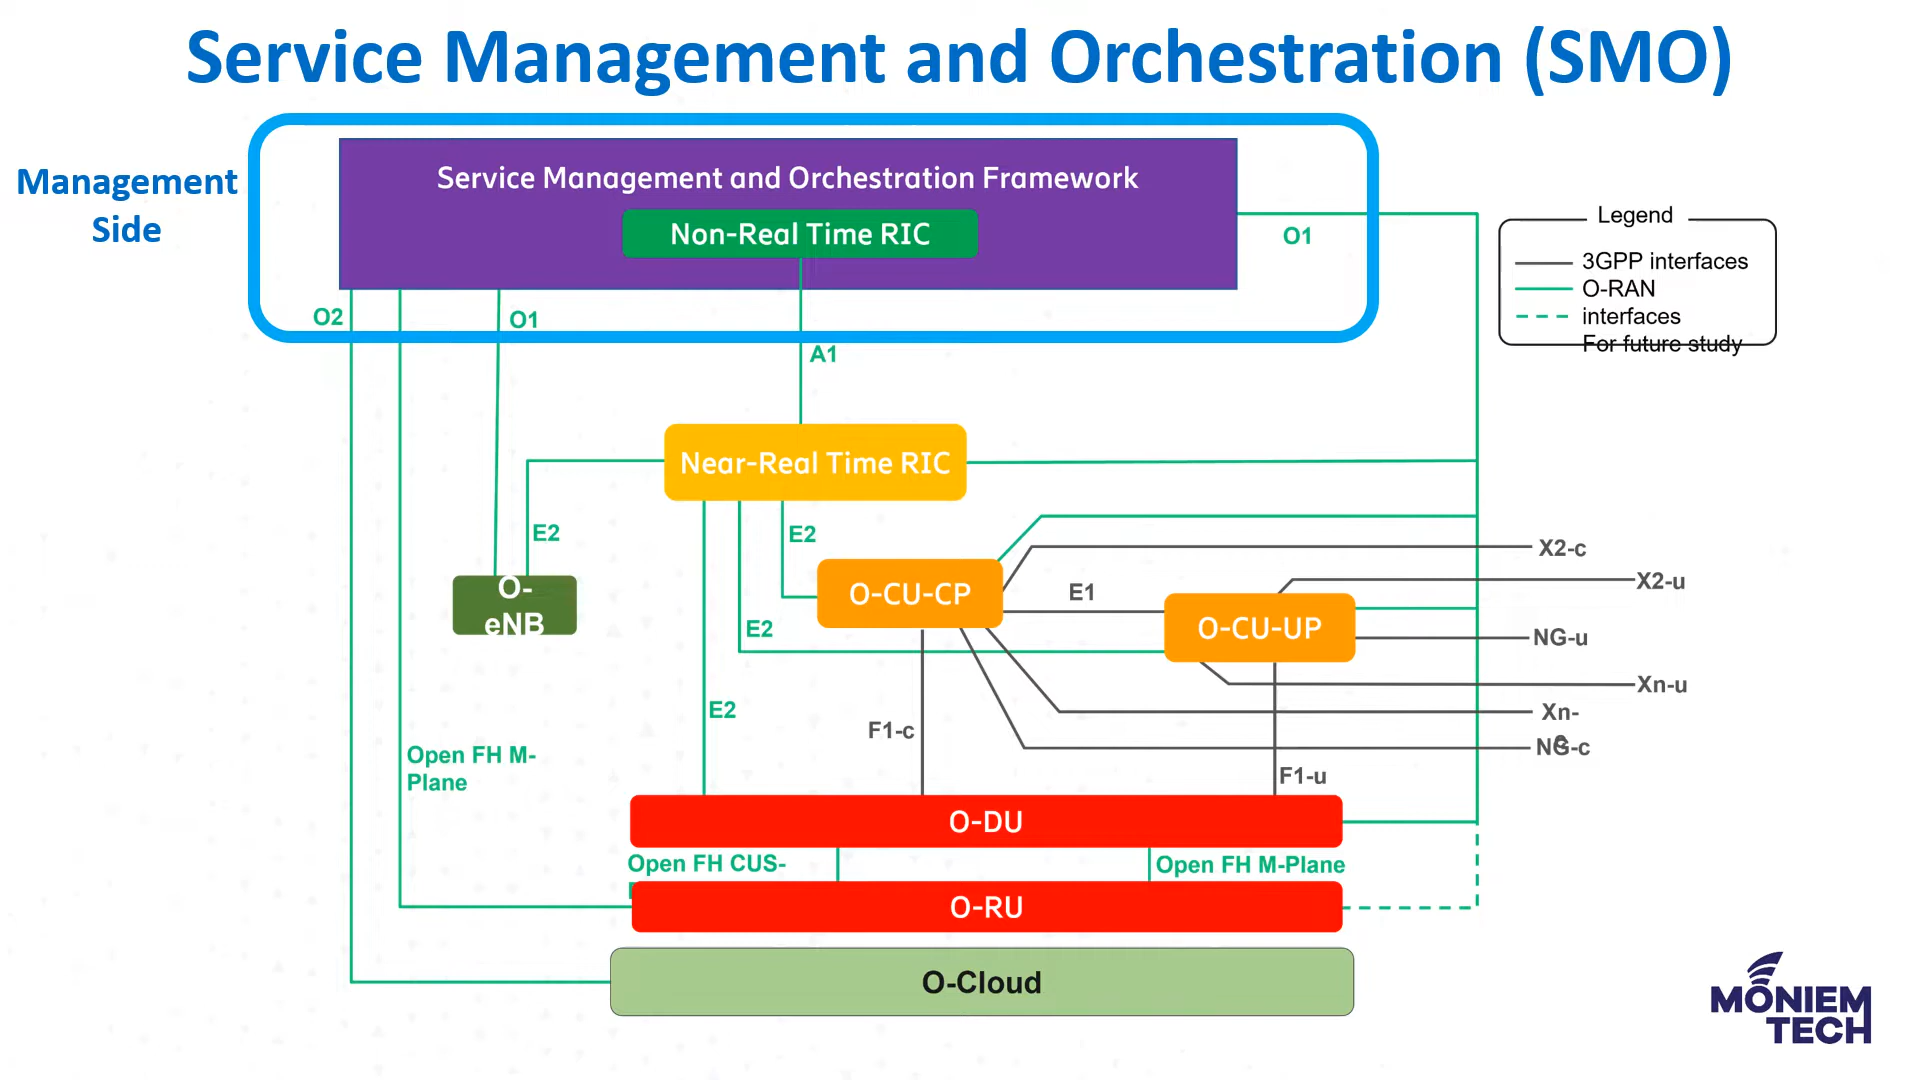 Service Management and Orchestration (SMO)
Management
Side
Service Management and Orchestration Framework
Non-Real Time RIC
O1
Legend
3GPP interfaces
O-RAN
interfaces
For future study
O2
O1
A1
Near-Real Time RIC
E2
E2
O-
eNB
O-CU-CP
E1
O-CU-UP
X2-c
X2-u
E2
NG-u
Xn-u
E2
Xn-
c
NG-c
F1-c
F1-u
Open FH M-
Plane
O-DU
Open FH CUS-
Open FH M-Plane
O-RU
O-Cloud
MONIEM
TECH